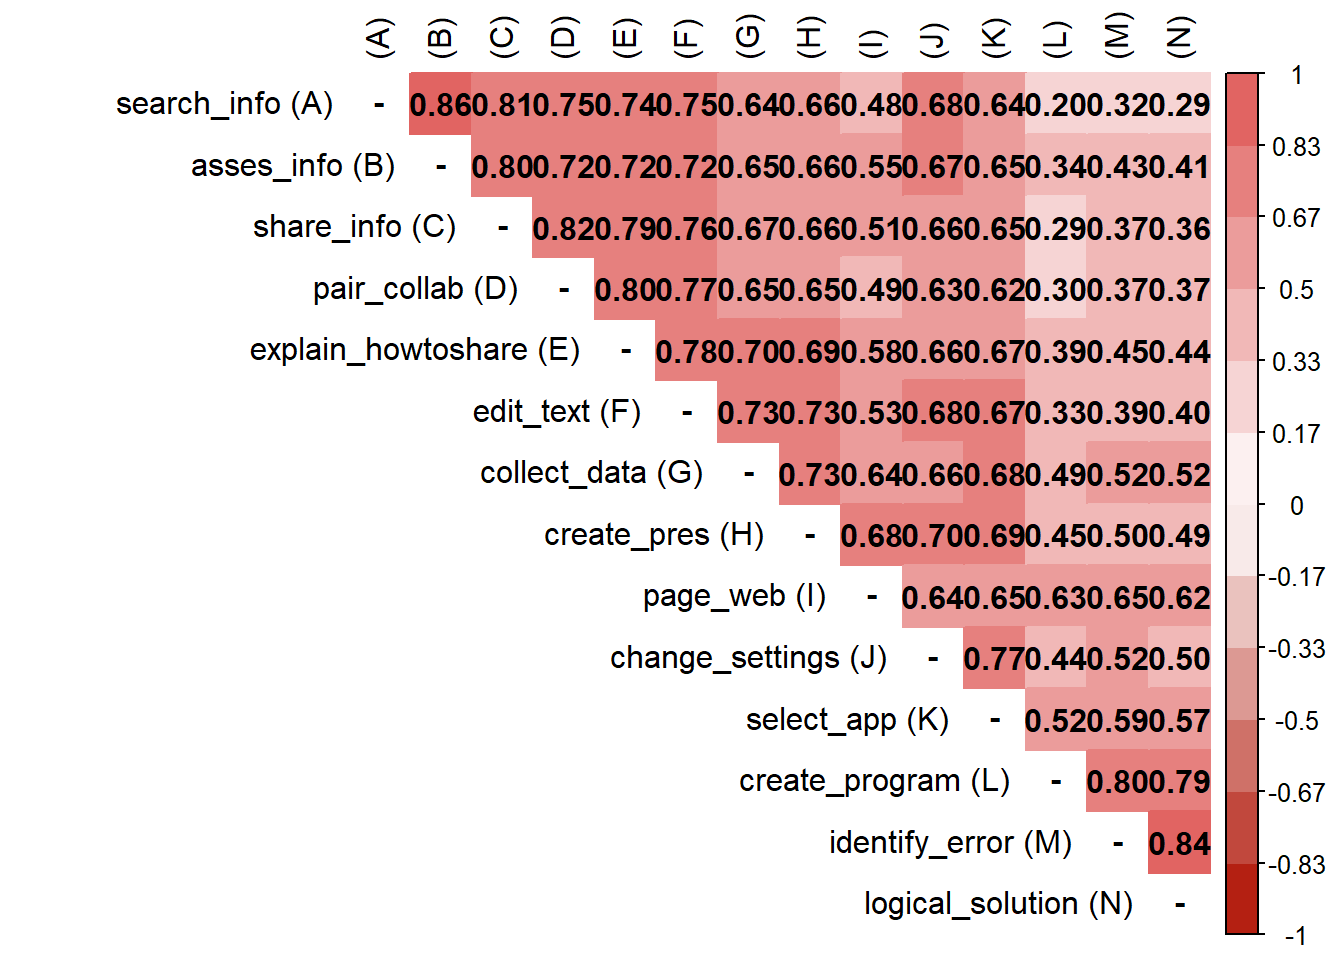 (A) (B) (C) (D) (E) (F) (G) (H) (I) (J) (K) (L) (M) (N)
search_info (A) - 0.86 0.81 0.75 0.74 0.75 0.64 0.66 0.48 0.68 0.64 0.20 0.32 0.29
asses_info (B) - 0.80 0.72 0.72 0.72 0.65 0.66 0.55 0.67 0.65 0.34 0.43 0.41
share_info (C) - 0.82 0.79 0.76 0.67 0.66 0.51 0.66 0.65 0.29 0.37 0.36
pair_collab (D) - 0.80 0.77 0.65 0.65 0.49 0.63 0.62 0.30 0.37 0.37
explain_howtoshare (E) - 0.78 0.70 0.69 0.58 0.66 0.67 0.39 0.45 0.44
edit_text (F) - 0.73 0.73 0.53 0.68 0.67 0.33 0.39 0.40
collect_data (G) - 0.73 0.64 0.66 0.68 0.49 0.52 0.52
create_pres (H) - 0.68 0.70 0.69 0.45 0.50 0.49
page_web (I) - 0.64 0.65 0.63 0.65 0.62
change_settings (J) - 0.77 0.44 0.52 0.50
select_app (K) - 0.52 0.59 0.57
create_program (L) - 0.80 0.79
identify_error (M) - 0.84
logical_solution (N) -
1
0.83
0.67
0.5
0.33
0.17
0
-0.17
-0.33
-0.5
-0.67
-0.83
-1